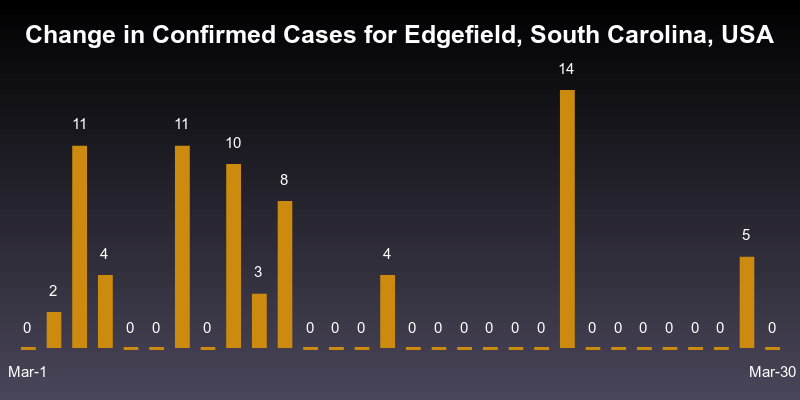 Change in Confirmed Cases for Edgefield, South Carolina, USA
0 2 11 4 0 0 11 0 10 3 8 0 0 0 4 0 0 0 0 0 0 14 0 0 0 0 0 0 5 0
Mar-1 Mar-30